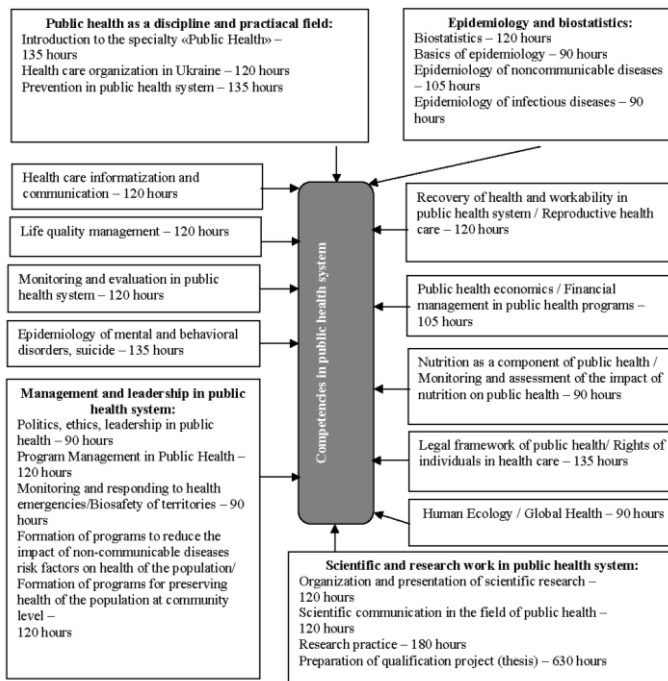 Public health as a discipline and practiacal field:
Introduction to the specialty «Public Health» –
135 hours
Health care organization in Ukraine – 120 hours
Prevention in public health system – 135 hours
Epidemiology and biostatistics:
Biostatistics – 120 hours
Basics of epidemiology – 90 hours
Epidemiology of noncommunicable diseases
– 105 hours
Epidemiology of infectious diseases – 90
hours
Health care informatization and
communication – 120 hours
Life quality management – 120 hours
Monitoring and evaluation in public
health system – 120 hours
Epidemiology of mental and behavioral
disorders, suicide – 135 hours
Management and leadership in public
health system:
Politics, ethics, leadership in public
health – 90 hours
Program Management in Public Health –
120 hours
Monitoring and responding to health
emergencies/Biosafety of territories – 90
hours
Formation of programs to reduce the
impact of non-communicable diseases
risk factors on health of the population/
Formation of programs for preserving
health of the population at community
level –
120 hours
Competencies in public health system
Recovery of health and workability in
public health system / Reproductive health
care – 120 hours
Public health economics / Financial
management in public health programs –
105 hours
Nutrition as a component of public health /
Monitoring and assessment of the impact of
nutrition on public health – 90 hours
Legal framework of public health/ Rights of
individuals in health care – 135 hours
Human Ecology / Global Health – 90 hours
Scientific and research work in public health system:
Organization and presentation of scientific research –
120 hours
Scientific communication in the field of public health –
120 hours
Research practice – 180 hours
Preparation of qualification project (thesis) – 630 hours